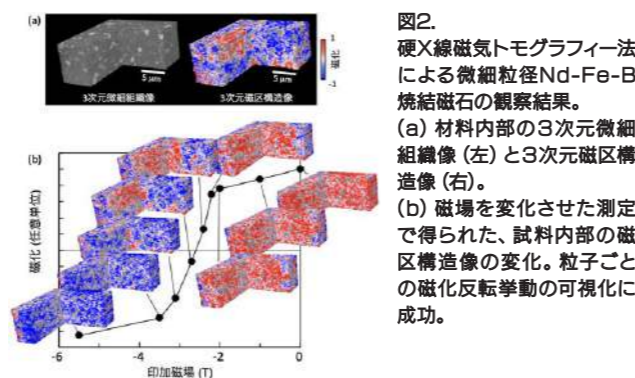 (a)
5 μm
3次元微細組織像
5 μm
3次元磁区構造像
1
磁化
-1
(b)
磁化 (任意単位)
-6
-4
-2
0
印加磁場 (T)
図2.
硬X線磁気トモグラフィー法
による微細粒径Nd-Fe-B
焼結磁石の観察結果。
(a) 材料内部の3次元微細
組織像 (左) と3次元磁区構
造像 (右)。
(b) 磁場を変化させた測定
で得られた、試料内部の磁
区構造像の変化。粒子ごと
の磁化反転挙動の可視化に
成功。